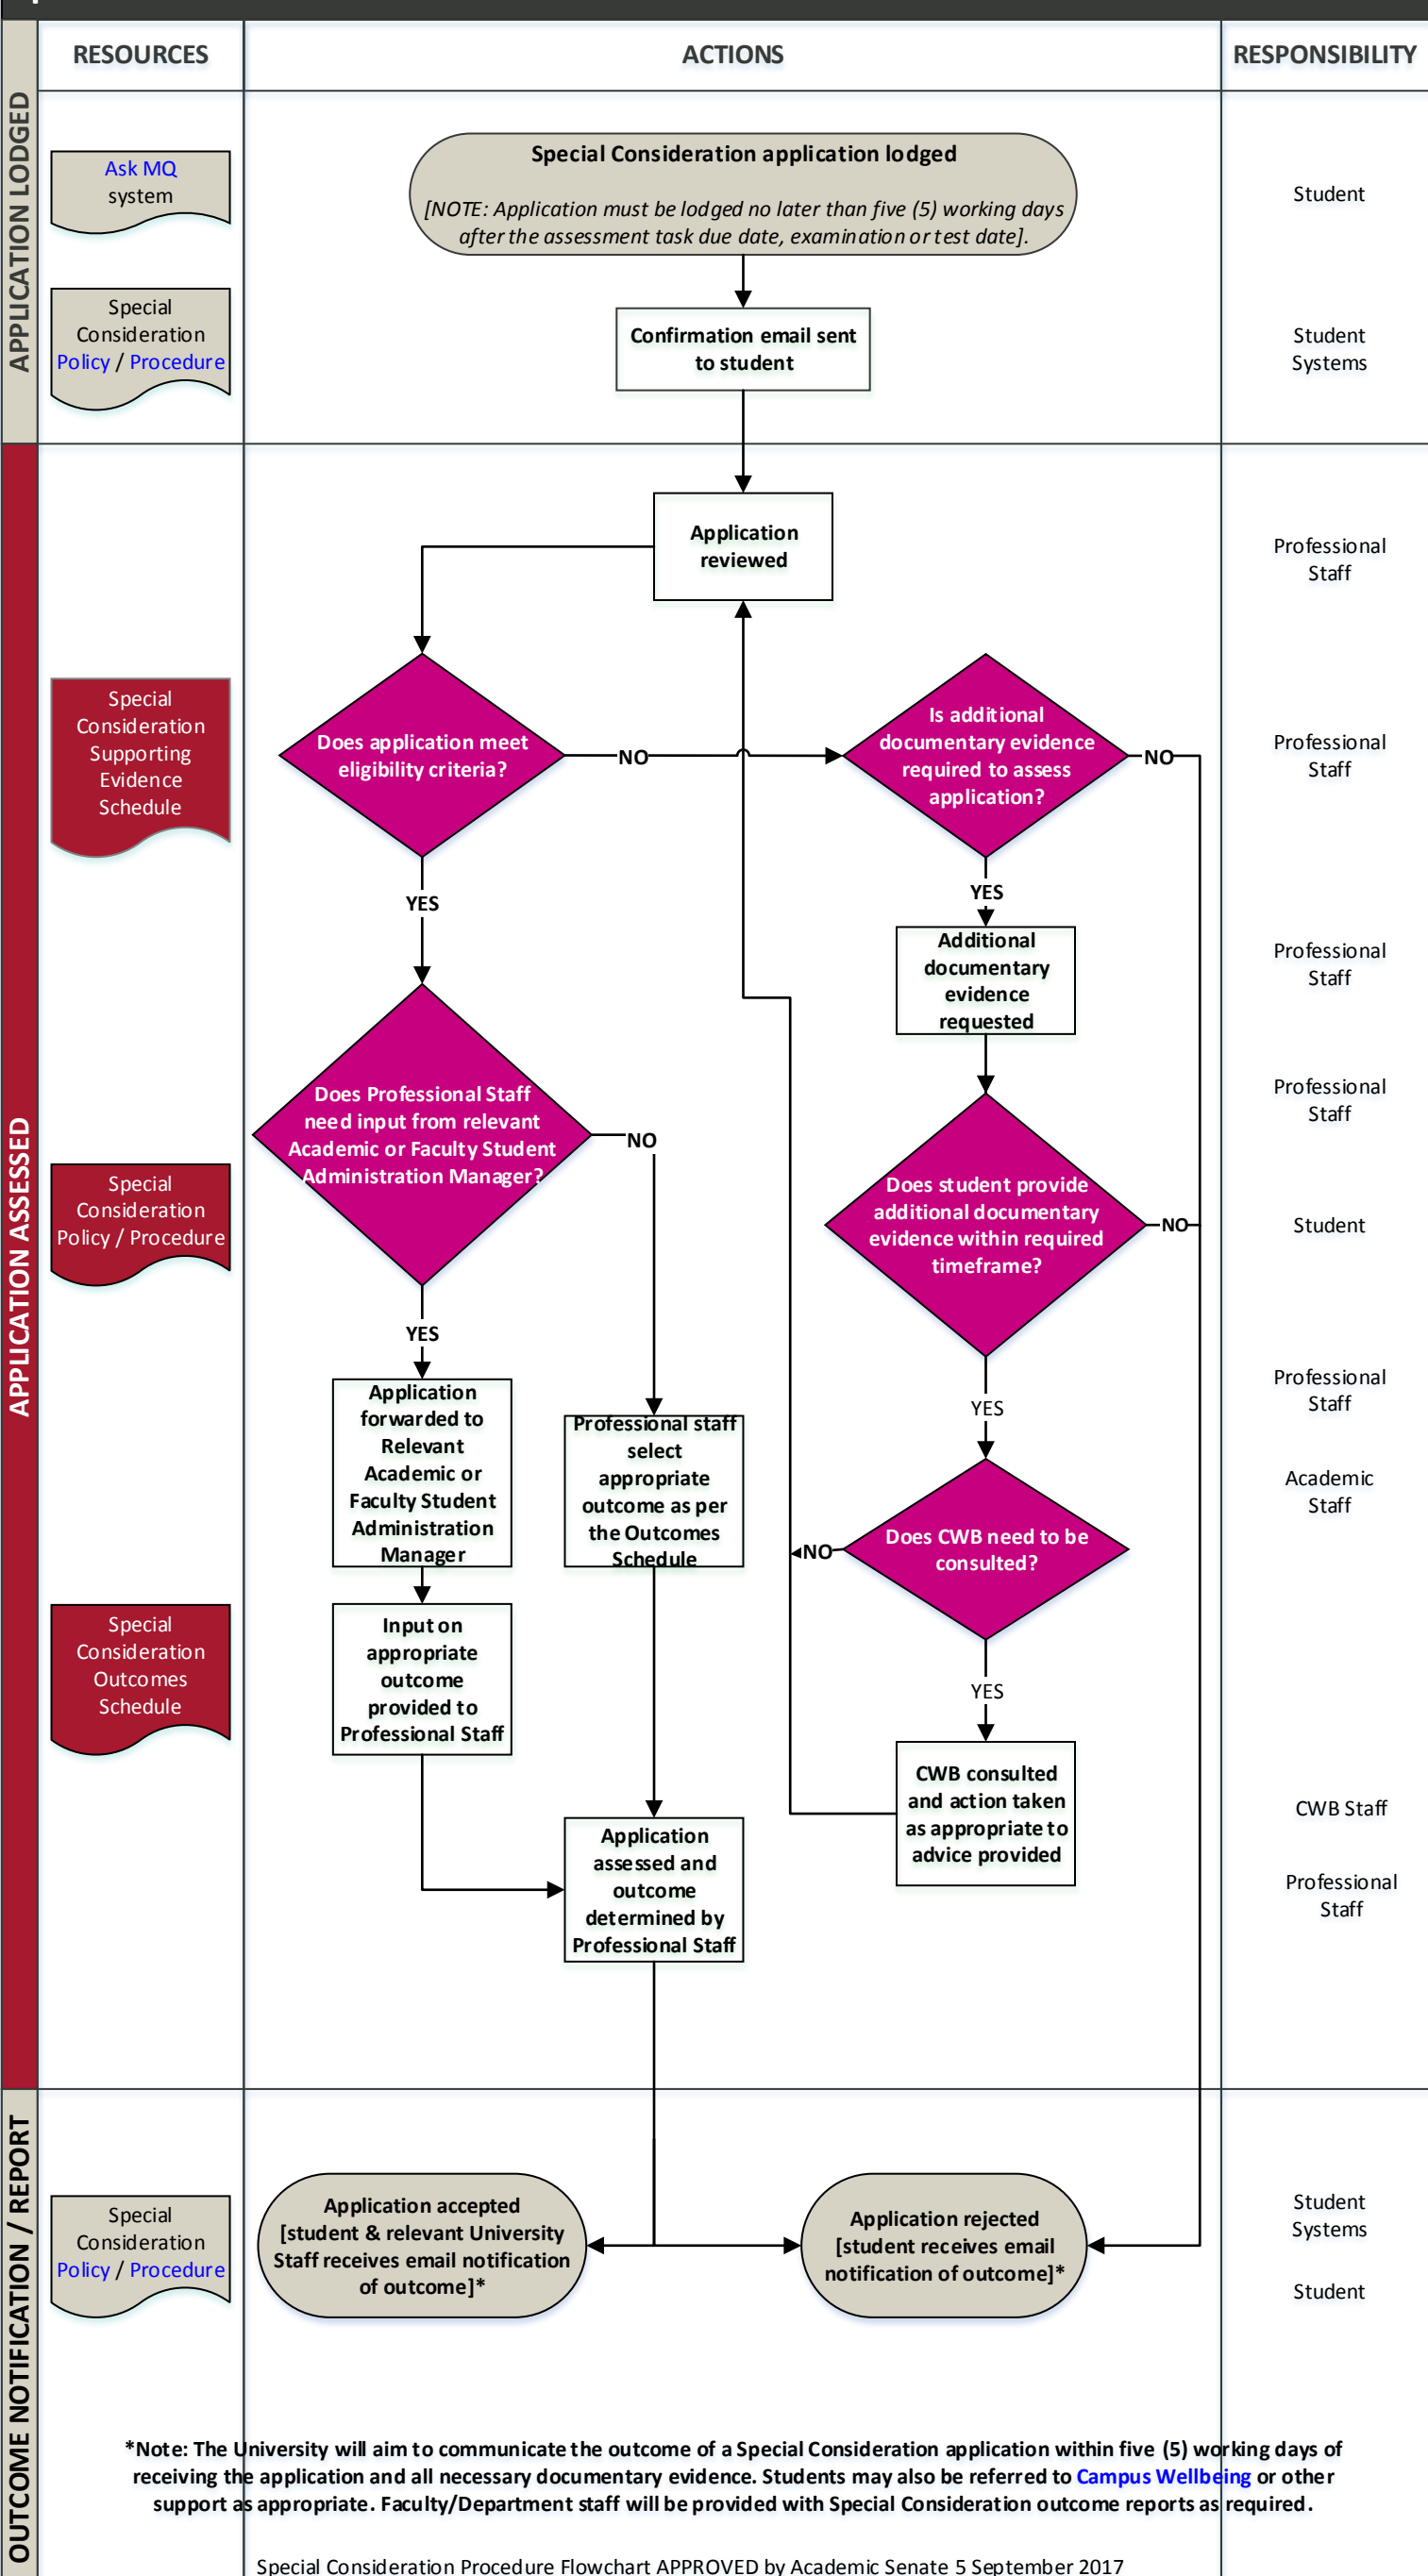 RESOURCES
ACTIONS
RESPONSIBILITY
APPLICATION LODGED
Ask MQ
system
Special Consideration application lodged
[NOTE: Application must be lodged no later than five (5) working days
after the assessment task due date, examination or test date].
Student
Special
Consideration
Policy / Procedure
Confirmation email sent
to student
Student
Systems
APPLICATION ASSESSED
Application
reviewed
Professional
Staff
Special
Consideration
Supporting
Evidence
Schedule
Does application meet
eligibility criteria?
NO
Is additional
documentary evidence
required to assess
application?
NO
Professional
Staff
YES
YES
Additional
documentary
evidence
requested
Professional
Staff
Does Professional Staff
need input from relevant
Academic or Faculty Student
Administration Manager?
NO
Professional
Staff
Special
Consideration
Policy / Procedure
Does student provide
additional documentary
evidence within required
timeframe?
NO
Student
YES
YES
Application
forwarded to
Relevant
Academic or
Faculty Student
Administration
Manager
Professional staff
select
appropriate
outcome as per
the Outcomes
Schedule
Professional
Staff
Academic
Staff
Does CWB need to be
consulted?
NO
YES
Special
Consideration
Outcomes
Schedule
Input on
appropriate
outcome
provided to
Professional Staff
CWB consulted
and action taken
as appropriate to
advice provided
CWB Staff
Application
assessed and
outcome
determined by
Professional Staff
Professional
Staff
OUTCOME NOTIFICATION / REPORT
Special
Consideration
Policy / Procedure
Application accepted
[student & relevant University
Staff receives email notification
of outcome]*
Application rejected
[student receives email
notification of outcome]*
Student
Systems
Student
*Note: The University will aim to communicate the outcome of a Special Consideration application within five (5) working days of
receiving the application and all necessary documentary evidence. Students may also be referred to Campus Wellbeing or other
support as appropriate. Faculty/Department staff will be provided with Special Consideration outcome reports as required.
Special Consideration Procedure Flowchart APPROVED by Academic Senate 5 September 2017